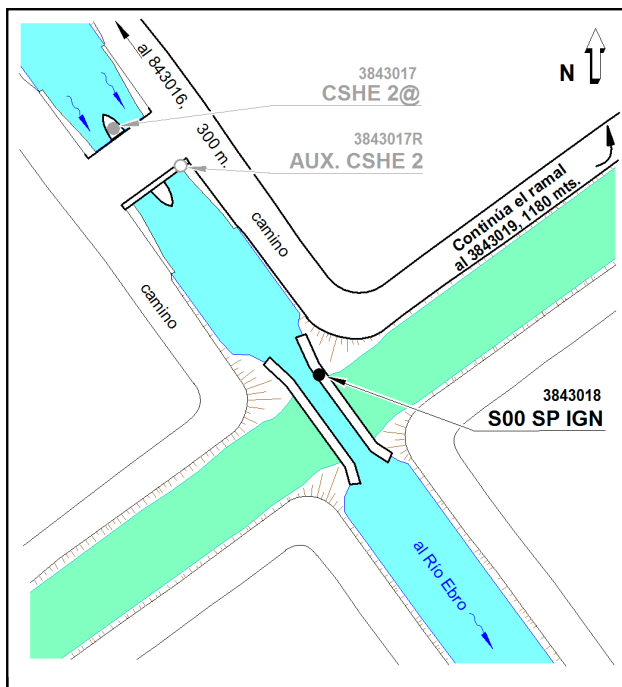 al 843016,
300 m.
3843017
CSHE 2@
N
3843017R
AUX. CSHE 2
camino
camino
Continúa el ramal
al 3843019, 1180 mts.
3843018
S00 SP IGN
al Río Ebro